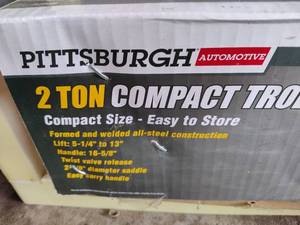 PITTSBURGH AUTOMOTIVE
2 TON COMPACT TRO
Compact Size - Easy to Store
Formed and welded all-steel construction
Lift: 5-1/4" to 13"
Handle: 16-5/8"
Twist valve release
diameter saddle
Easy carry handle